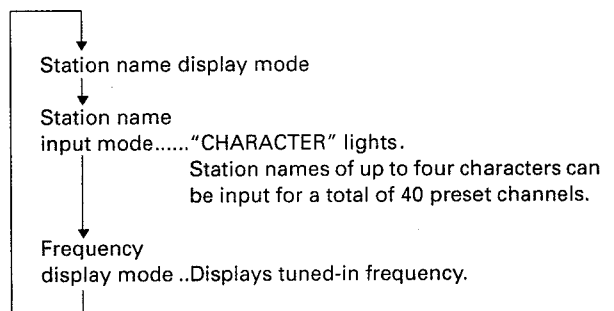 Station name display mode
Station name
input mode......"CHARACTER" lights.
Station names of up to four characters can
be input for a total of 40 preset channels.
Frequency
display mode ..Displays tuned-in frequency.